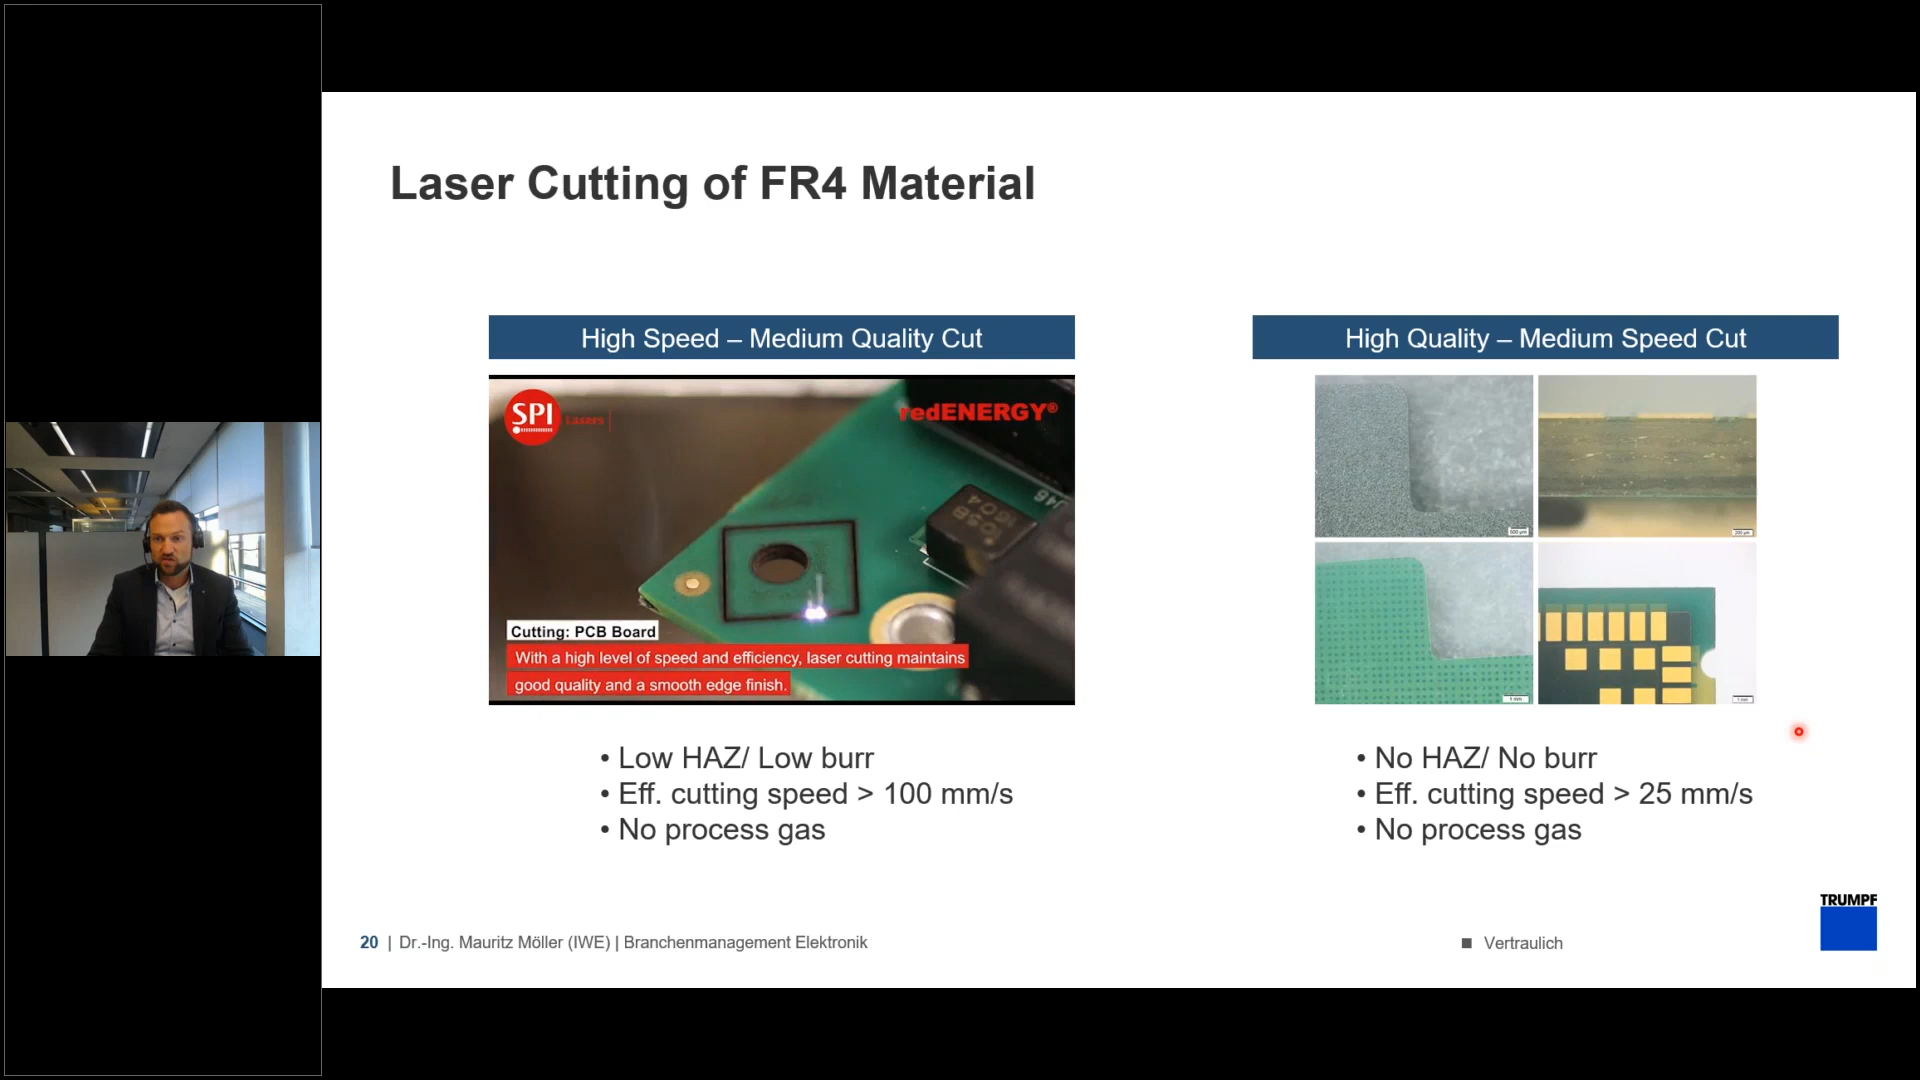 Laser Cutting of FR4 Material
High Speed – Medium Quality Cut
SPI
Lasers
redENERGY®
J46
Cutting: PCB Board
With a high level of speed and efficiency, laser cutting maintains
good quality and a smooth edge finish.
• Low HAZ/ Low burr
• Eff. cutting speed > 100 mm/s
• No process gas
High Quality – Medium Speed Cut
• No HAZ/ No burr
• Eff. cutting speed > 25 mm/s
• No process gas
20 | Dr.-Ing. Mauritz Möller (IWE) | Branchenmanagement Elektronik
■ Vertraulich
TRUMPF